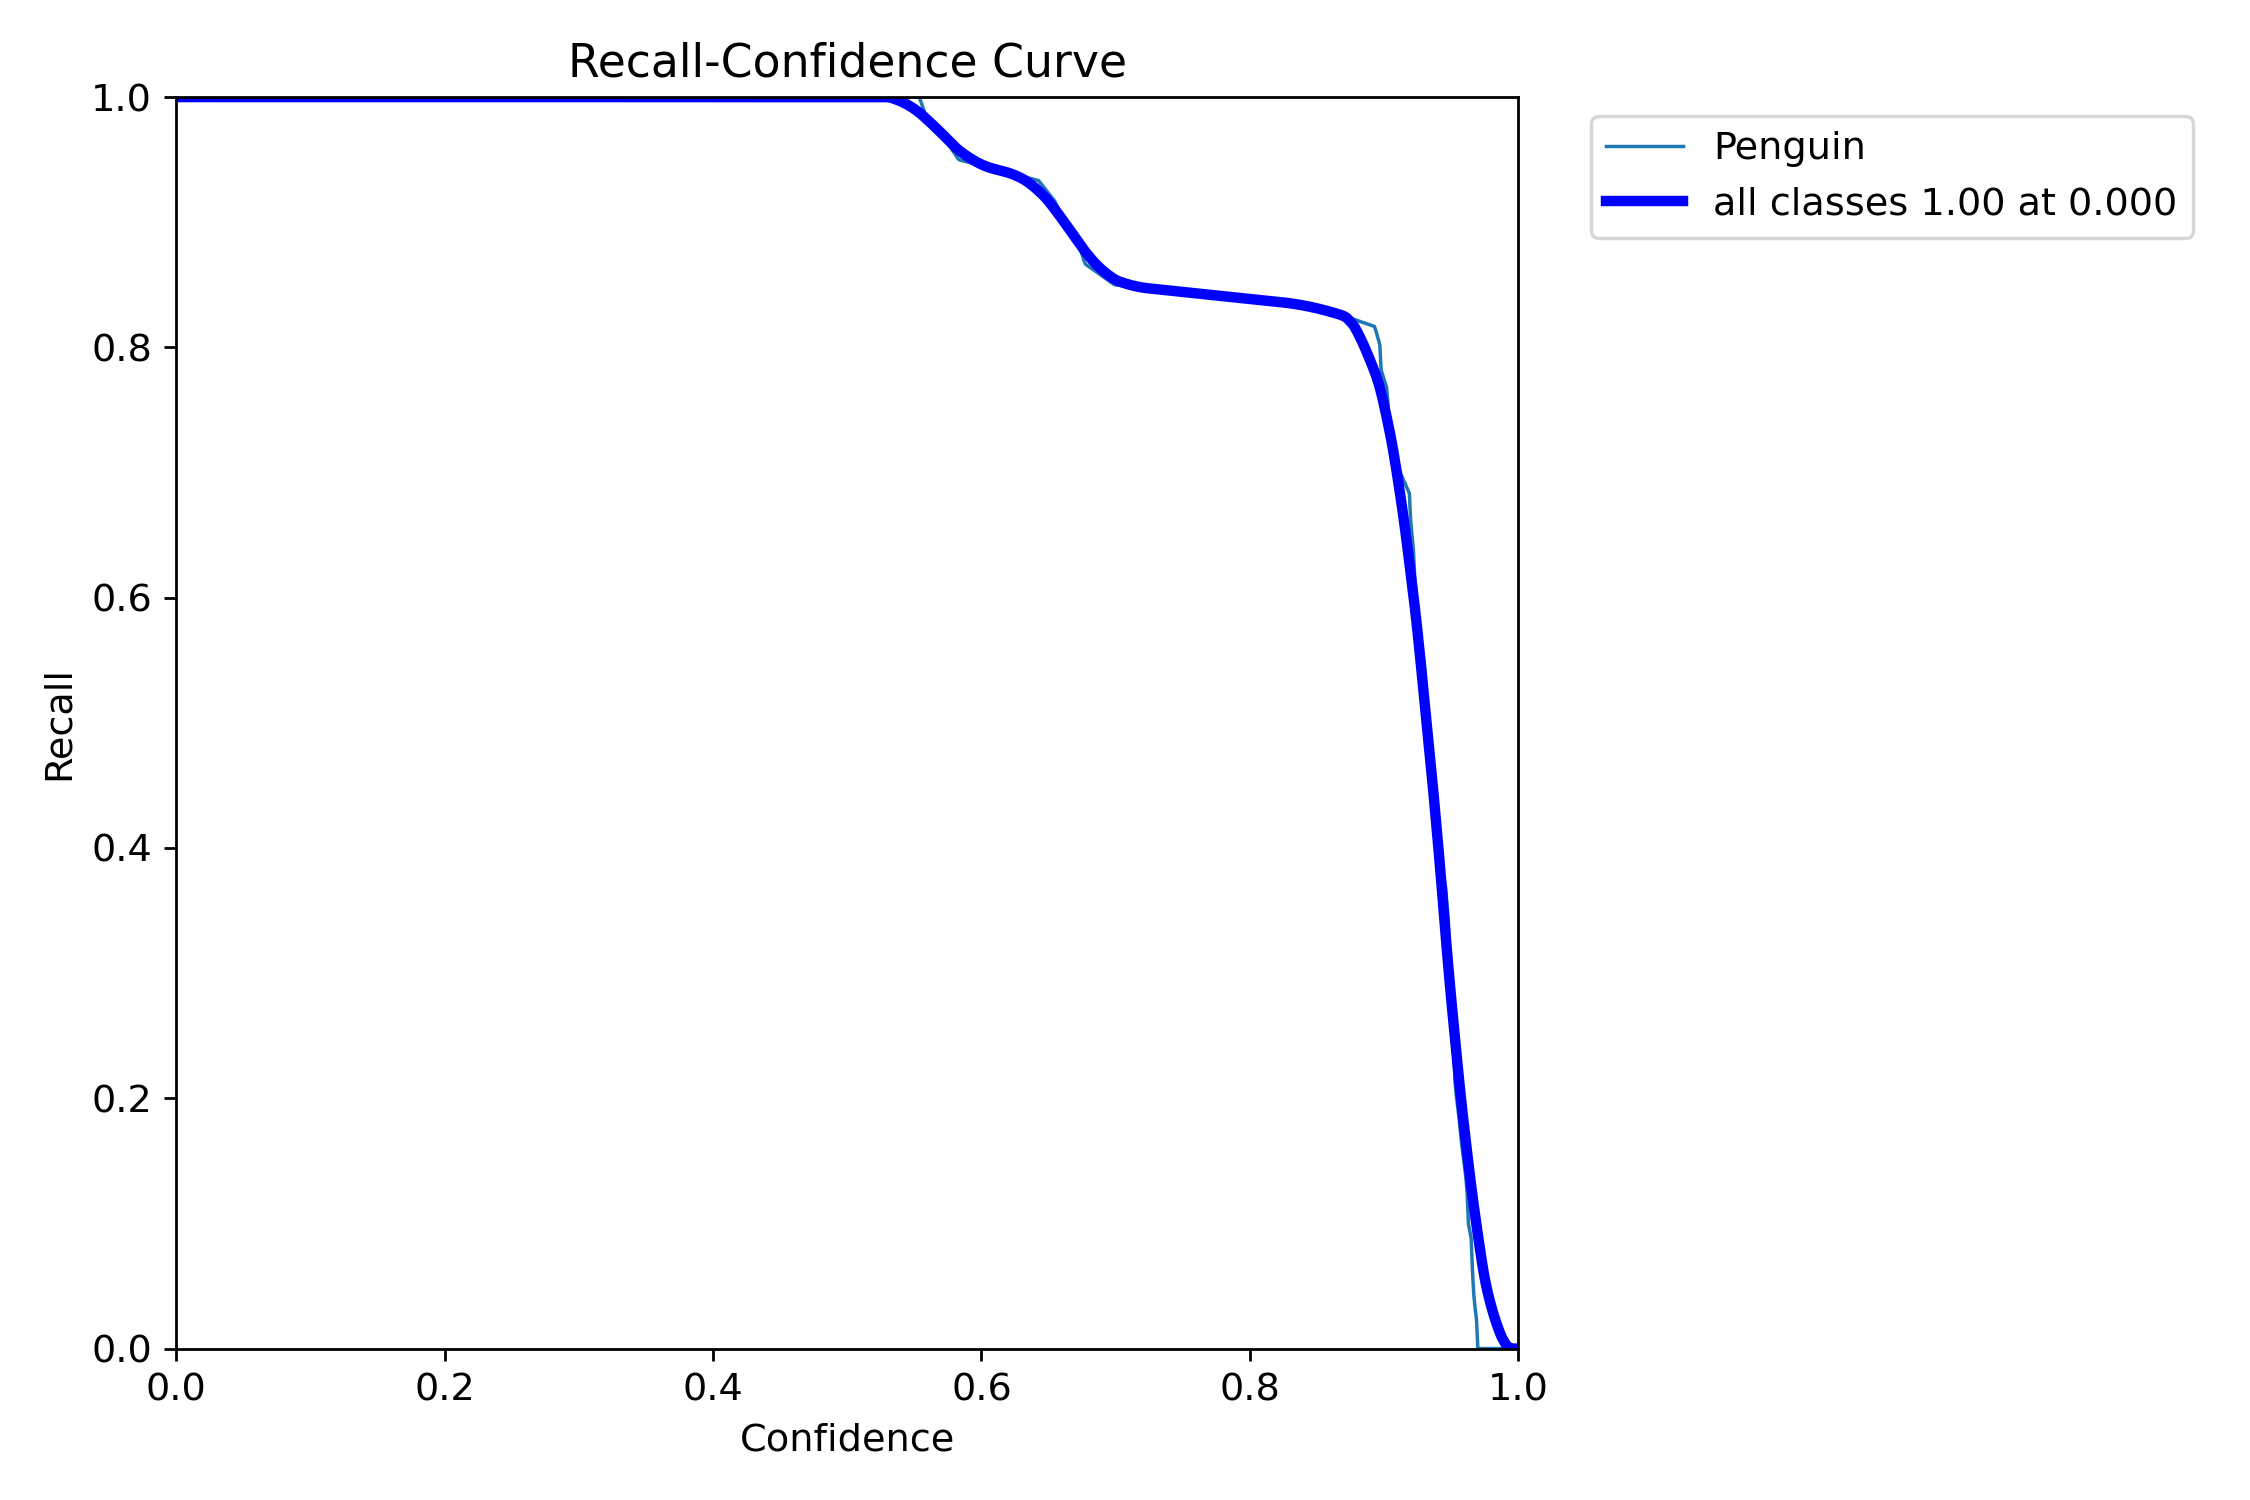 Recall-Confidence Curve
1.0
0.8
0.6
0.4
0.2
0.0
Recall
0.0 0.2 0.4 0.6 0.8 1.0
Confidence
Penguin
all classes 1.00 at 0.000